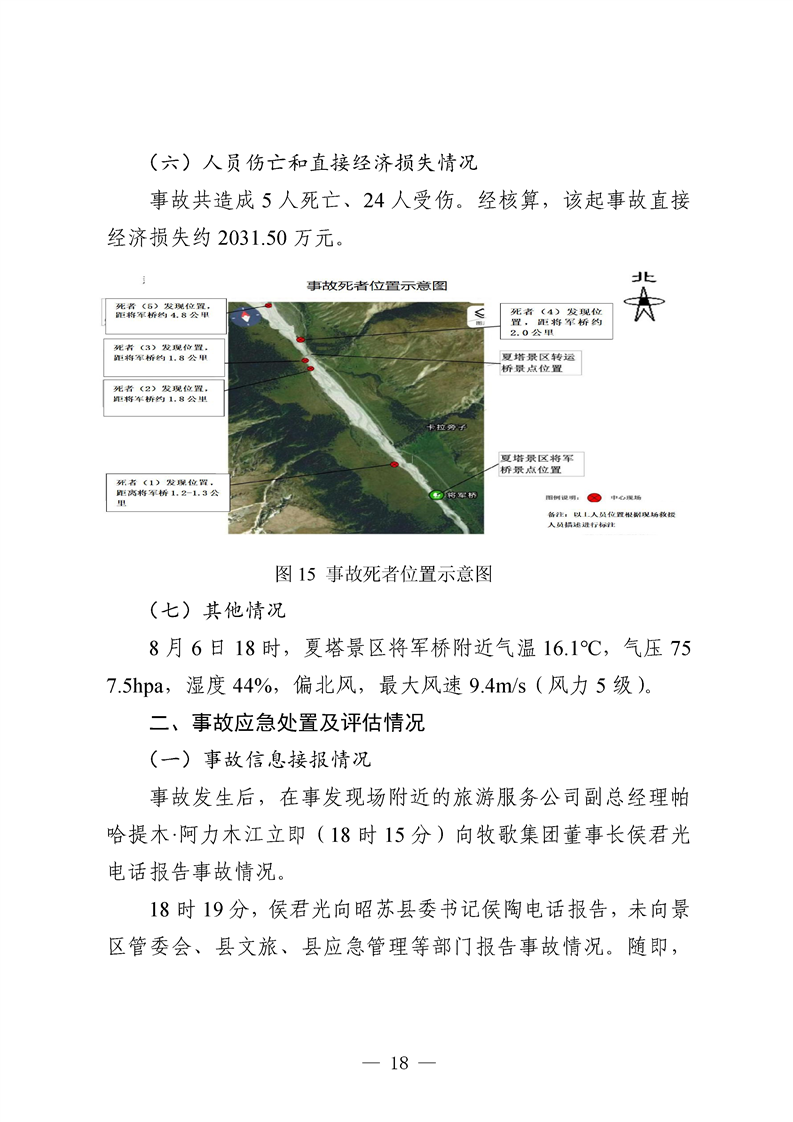 （六）人员伤亡和直接经济损失情况
事故共造成 5 人死亡、24 人受伤。经核算，该起事故直接
经济损失约 2031.50 万元。
事故死者位置示意图
北
死者（5）发现位置，
距将军桥约 4.8 公里
死者（3）发现位置，
距将军桥约 1.8 公里
死者（2）发现位置，
距将军桥约 1.8 公里
死者（1）发现位置，
距离将军桥 1.2-1.3 公
里
死者（4）发现位
置，距将军桥约
2.0 公里
夏塔景区转运
桥景点位置
卡拉旁子
夏塔景区将军
桥景点位置
将军桥
图例说明：
中心现场
备注：以上人员位置根据现场救援
人员描述进行标注
图 15 事故死者位置示意图
（七）其他情况
8 月 6 日 18 时，夏塔景区将军桥附近气温 16.1℃，气压 75
7.5hpa，湿度 44%，偏北风，最大风速 9.4m/s（风力 5 级）。
二、事故应急处置及评估情况
（一）事故信息接报情况
事故发生后，在事发现场附近的旅游服务公司副总经理帕
哈提木·阿力木江立即（18 时 15 分）向牧歌集团董事长侯君光
电话报告事故情况。
18 时 19 分，侯君光向昭苏县委书记侯陶电话报告，未向景
区管委会、县文旅、县应急管理等部门报告事故情况。随即，
— 18 —